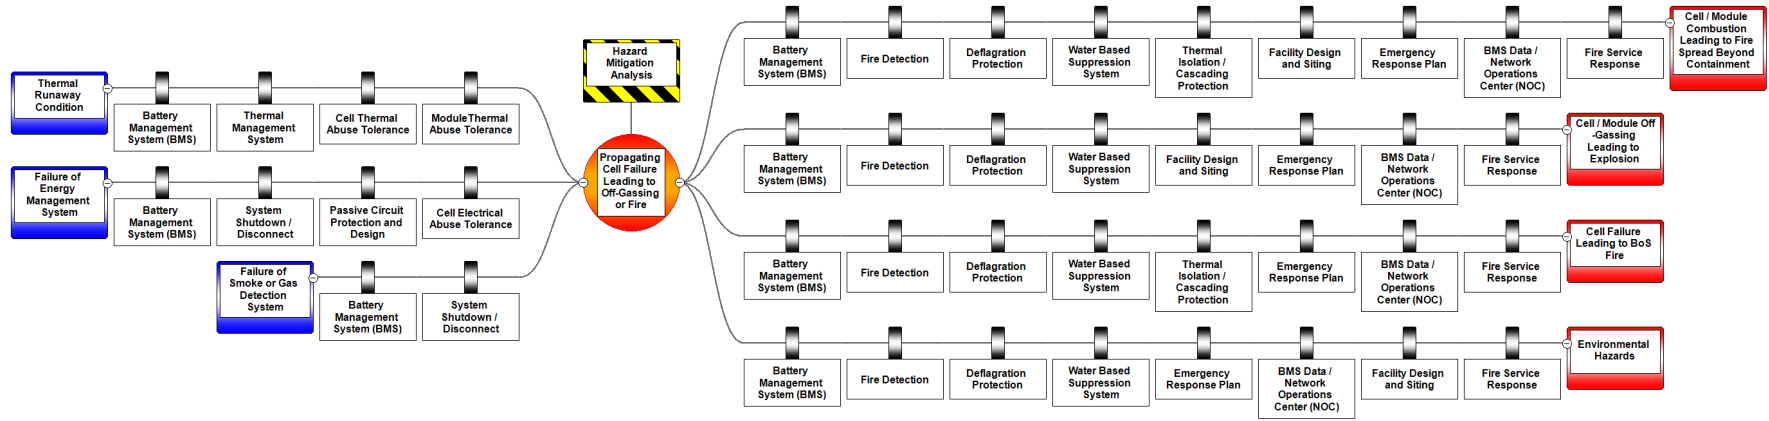 Hazard
Mitigation
Analysis
Propagating
Cell Failure
Leading to
Off-Gassing
or Fire
Thermal
Runaway
Condition
Battery
Management
System (BMS)
Thermal
Management
System
Cell Thermal
Abuse Tolerance
Module Thermal
Abuse Tolerance
Failure of
Energy
Management
System
Battery
Management
System (BMS)
System
Shutdown /
Disconnect
Passive Circuit
Protection and
Design
Cell Electrical
Abuse Tolerance
Failure of
Smoke or Gas
Detection
System
Battery
Management
System (BMS)
System
Shutdown /
Disconnect
Battery
Management
System (BMS)
Fire Detection
Deflagration
Protection
Water Based
Suppression
System
Thermal
Isolation /
Cascading
Protection
Facility Design
and Siting
Emergency
Response Plan
BMS Data /
Network
Operations
Center (NOC)
Fire Service
Response
Cell / Module
Combustion
Leading to Fire
Spread Beyond
Containment
Battery
Management
System (BMS)
Fire Detection
Deflagration
Protection
Water Based
Suppression
System
Facility Design
and Siting
Emergency
Response Plan
BMS Data /
Network
Operations
Center (NOC)
Fire Service
Response
Cell / Module Off
-Gassing
Leading to
Explosion
Battery
Management
System (BMS)
Fire Detection
Deflagration
Protection
Water Based
Suppression
System
Thermal
Isolation /
Cascading
Protection
Emergency
Response Plan
BMS Data /
Network
Operations
Center (NOC)
Fire Service
Response
Cell Failure
Leading to BoS
Fire
Battery
Management
System (BMS)
Fire Detection
Deflagration
Protection
Water Based
Suppression
System
Emergency
Response Plan
BMS Data /
Network
Operations
Center (NOC)
Facility Design
and Siting
Fire Service
Response
Environmental
Hazards